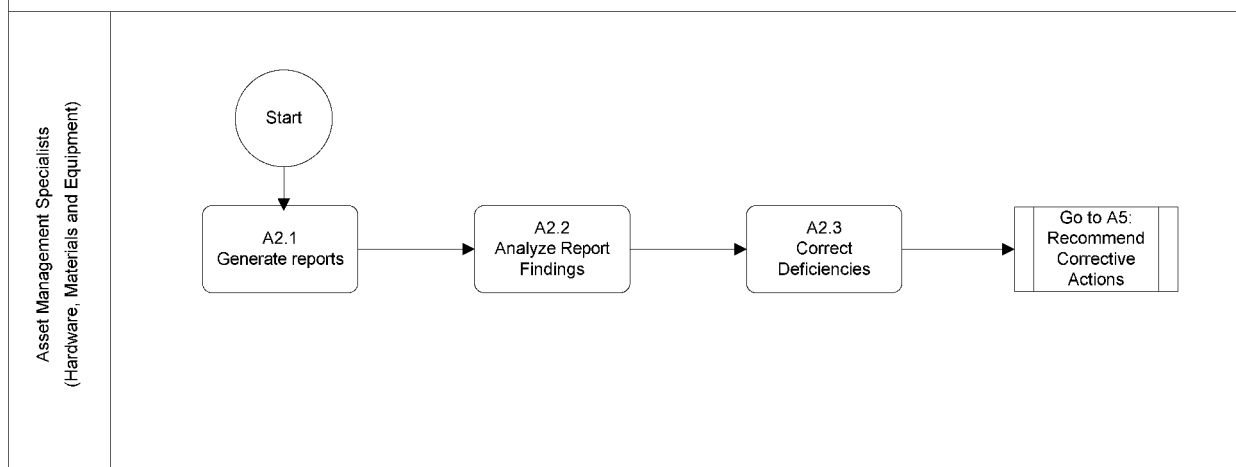 Asset Management Specialists
(Hardware, Materials and Equipment)
Start
A2.1
Generate reports
A2.2
Analyze Report
Findings
A2.3
Correct
Deficiencies
Go to A5:
Recommend
Corrective
Actions